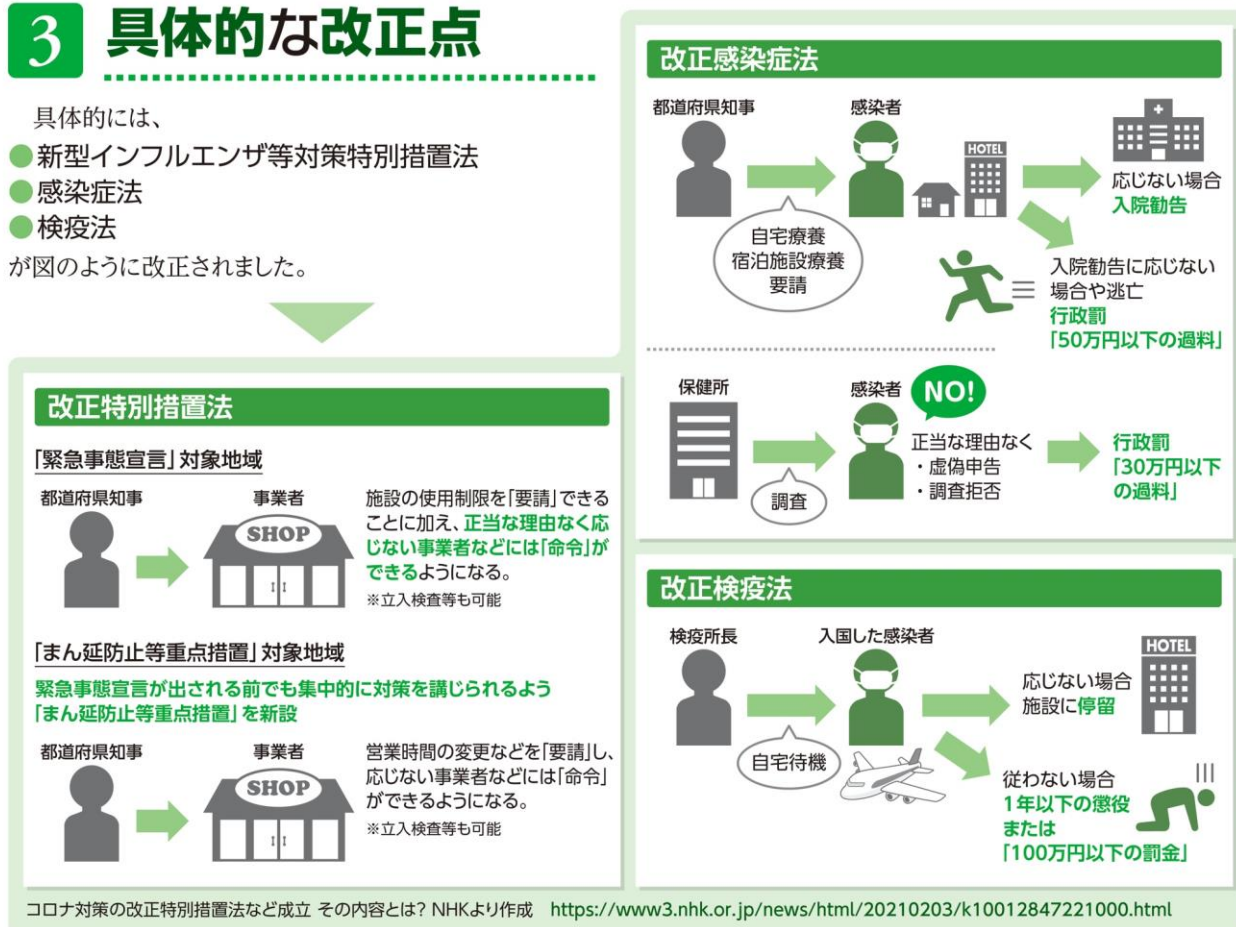 3 具体的な改正点
具体的には、
●新型インフルエンザ等対策特別措置法
●感染症法
●検疫法
が図のように改正されました。
改正特別措置法
「緊急事態宣言」対象地域
都道府県知事
事業者
SHOP
施設の使用制限を「要請」できる
ことに加え、正当な理由なく応
じない事業者などには「命令」が
できるようになる。
※立入検査等も可能
「まん延防止等重点措置」対象地域
緊急事態宣言が出される前でも集中的に対策を講じられるよう
「まん延防止等重点措置」を新設
都道府県知事
事業者
SHOP
営業時間の変更などを「要請」し、
応じない事業者などには「命令」
ができるようになる。
※立入検査等も可能
改正感染症法
都道府県知事
感染者
自宅療養
宿泊施設療養
要請
HOTEL
応じない場合
入院勧告
入院勧告に応じない
場合や逃亡
行政罰
「50万円以下の過料」
保健所
調査
感染者
NO!
正当な理由なく
・虚偽申告
・調査拒否
行政罰
「30万円以下
の過料」
改正検疫法
検疫所長
自宅待機
入国した感染者
応じない場合
施設に停留
HOTEL
従わない場合
1年以下の懲役
または
「100万円以下の罰金」
コロナ対策の改正特別措置法など成立 その内容とは? NHKより作成 https://www3.nhk.or.jp/news/html/20210203/k10012847221000.html